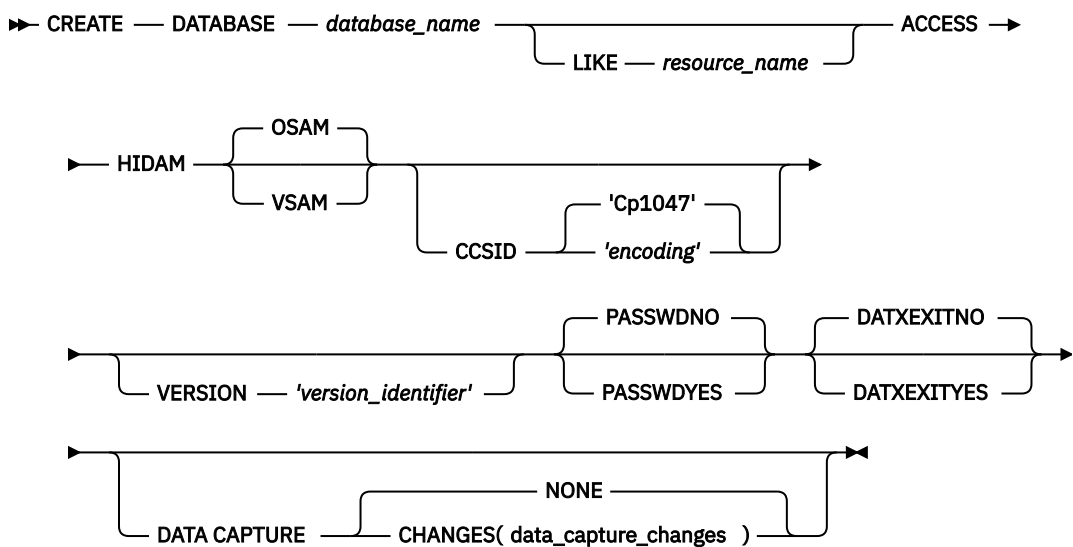 CREATE DATABASE database_name ACCESS
LIKE resource_name
OSAM
HIDAM
VSAM
'Cp1047'
CCSID 'encoding'
PASSWDNO DATXEXITNO
VERSION 'version_identifier' PASSWDYES DATXEXITYES
NONE
DATA CAPTURE CHANGES( data_capture_changes )